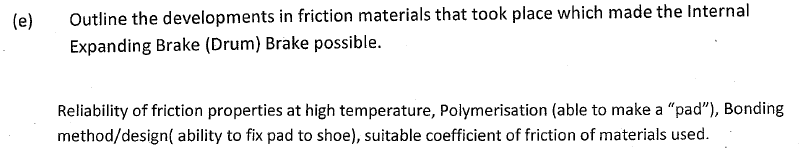 (e) Outline the developments in friction materials that took place which made the Internal
Expanding Brake (Drum) Brake possible.
Reliability of friction properties at high temperature, Polymerisation (able to make a “pad”), Bonding
method/design( ability to fix pad to shoe), suitable coefficient of friction of materials used.